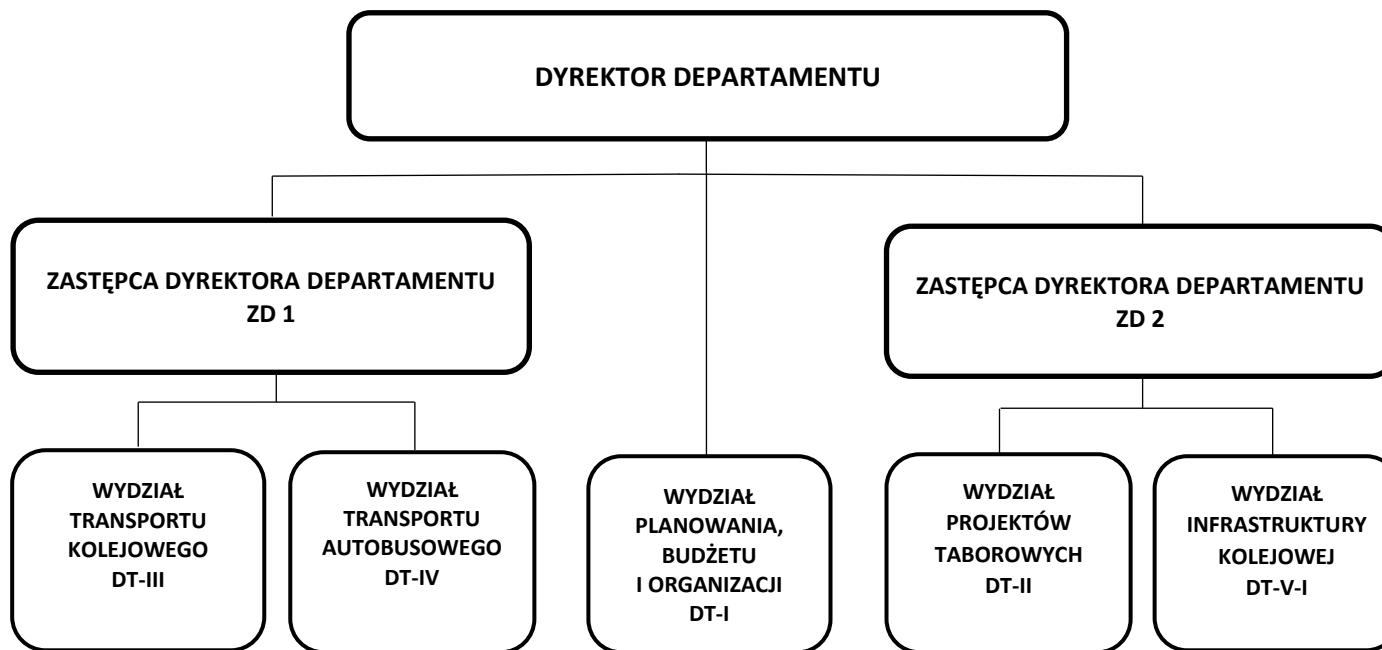 DYREKTOR DEPARTAMENTU
ZASTĘPCA DYREKTORA DEPARTAMENTU
ZD 1
ZASTĘPCA DYREKTORA DEPARTAMENTU
ZD 2
WYDZIAŁ
TRANSPORTU
KOLEJOWEGO
DT-III
WYDZIAŁ
TRANSPORTU
AUTOBUSOWEGO
DT-IV
WYDZIAŁ
PLANOWANIA,
BUDŻETU
I ORGANIZACJI
DT-I
WYDZIAŁ
PROJEKTÓW
TABOROWYCH
DT-II
WYDZIAŁ
INFRASTRUKTURY
KOLEJOWEJ
DT-V-I